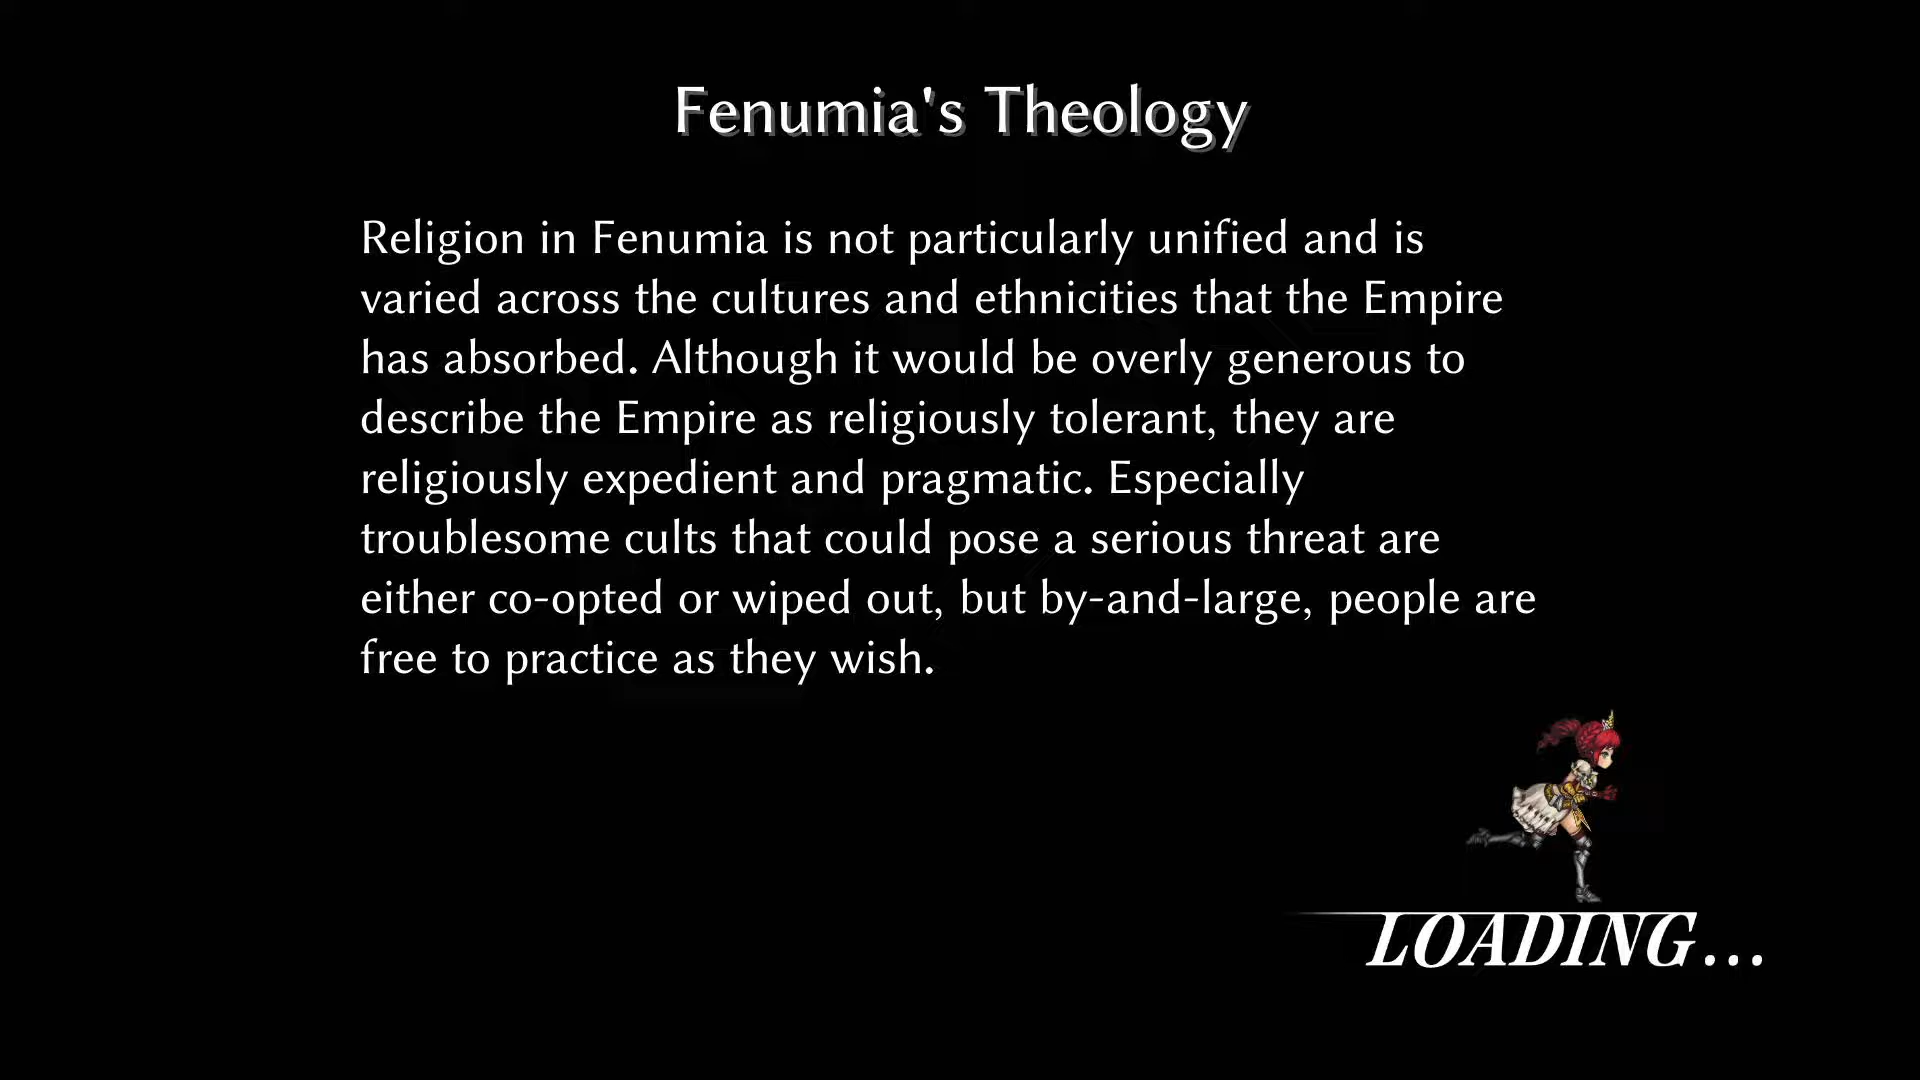 Fenumia's Theology
Religion in Fenumia is not particularly unified and is
varied across the cultures and ethnicities that the Empire
has absorbed. Although it would be overly generous to
describe the Empire as religiously tolerant, they are
religiously expedient and pragmatic. Especially
troublesome cults that could pose a serious threat are
either co-opted or wiped out, but by-and-large, people are
free to practice as they wish.
LOADING...